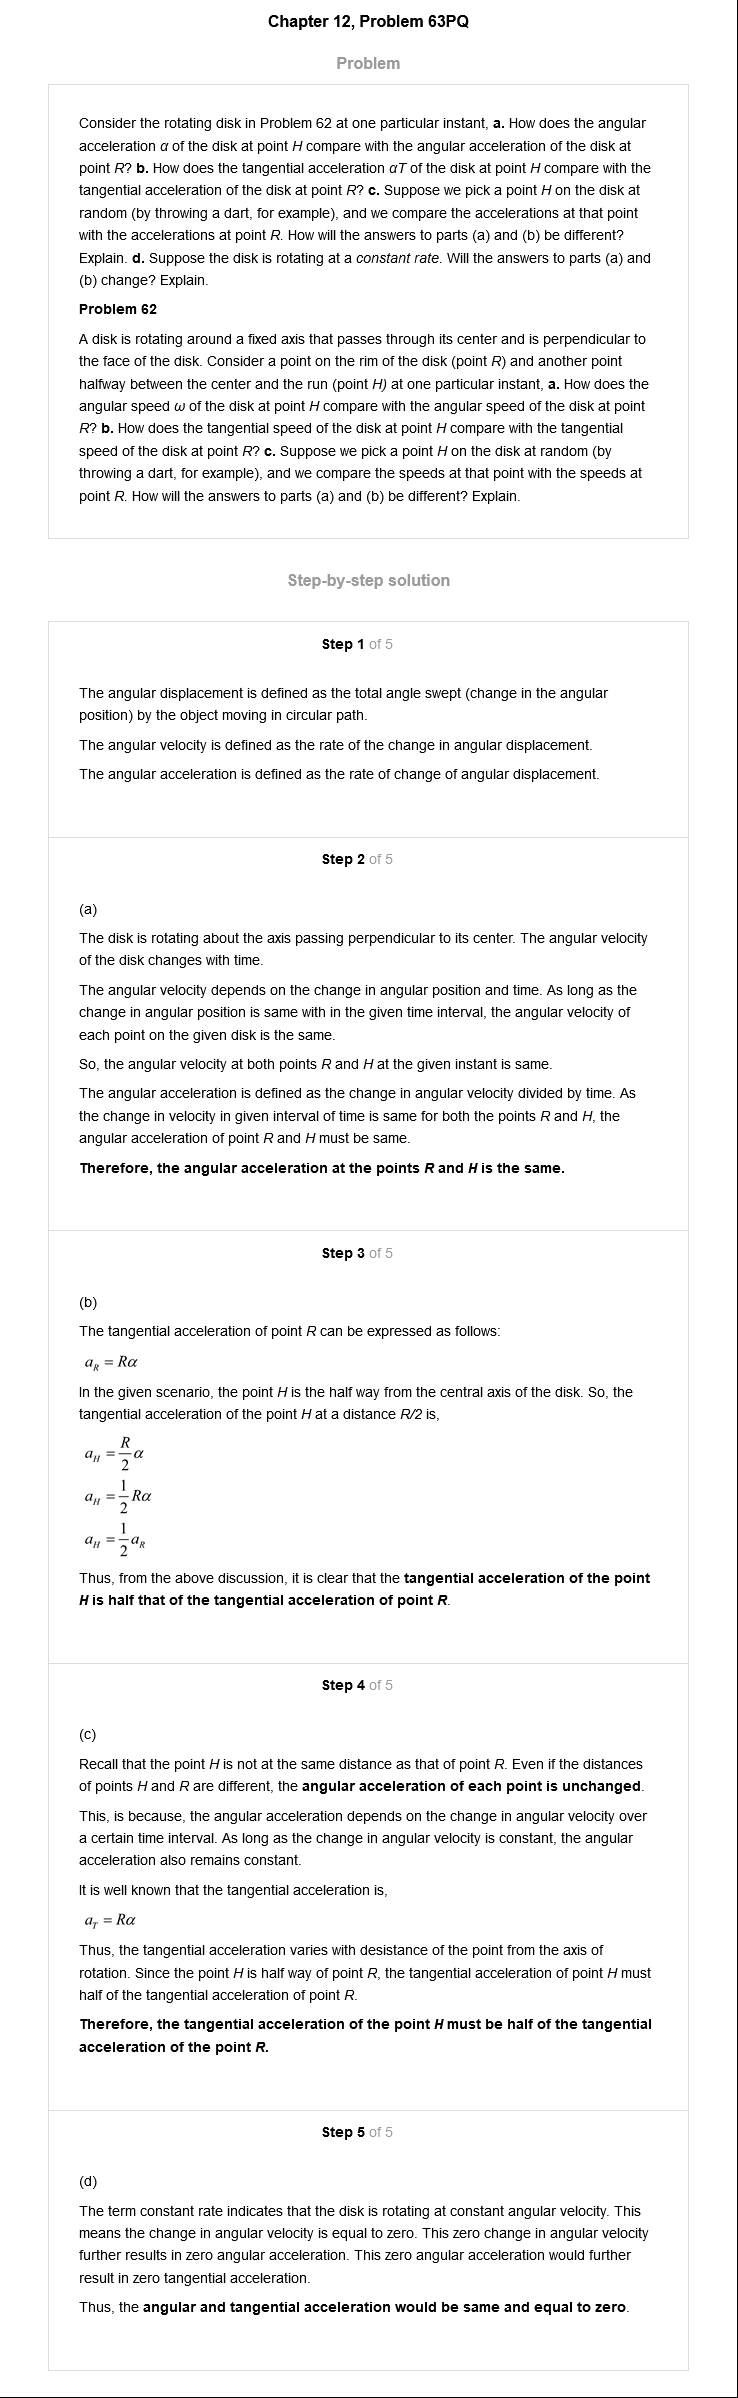 Chapter 12, Problem 63PQ
Problem
Consider the rotating disk in Problem 62 at one particular instant, a. How does the angular
acceleration α of the disk at point H compare with the angular acceleration of the disk at
point R? b. How does the tangential acceleration αT of the disk at point H compare with the
tangential acceleration of the disk at point R? c. Suppose we pick a point H on the disk at
random (by throwing a dart, for example), and we compare the accelerations at that point
with the accelerations at point R. How will the answers to parts (a) and (b) be different?
Explain. d. Suppose the disk is rotating at a constant rate. Will the answers to parts (a) and
(b) change? Explain.
Problem 62
A disk is rotating around a fixed axis that passes through its center and is perpendicular to
the face of the disk. Consider a point on the rim of the disk (point R) and another point
halfway between the center and the run (point H) at one particular instant, a. How does the
angular speed ω of the disk at point H compare with the angular speed of the disk at point
R? b. How does the tangential speed of the disk at point H compare with the tangential
speed of the disk at point R? c. Suppose we pick a point H on the disk at random (by
throwing a dart, for example), and we compare the speeds at that point with the speeds at
point R. How will the answers to parts (a) and (b) be different? Explain.
Step-by-step solution
Step 1 of 5
The angular displacement is defined as the total angle swept (change in the angular
position) by the object moving in circular path.
The angular velocity is defined as the rate of the change in angular displacement.
The angular acceleration is defined as the rate of change of angular displacement.
Step 2 of 5
(a)
The disk is rotating about the axis passing perpendicular to its center. The angular velocity
of the disk changes with time.
The angular velocity depends on the change in angular position and time. As long as the
change in angular position is same with in the given time interval, the angular velocity of
each point on the given disk is the same.
So, the angular velocity at both points R and H at the given instant is same.
The angular acceleration is defined as the change in angular velocity divided by time. As
the change in velocity in given interval of time is same for both the points R and H, the
angular acceleration of point R and H must be same.
Therefore, the angular acceleration at the points R and H is the same.
Step 3 of 5
(b)
The tangential acceleration of point R can be expressed as follows:
a_R = Rα
In the given scenario, the point H is the half way from the central axis of the disk. So, the
tangential acceleration of the point H at a distance R/2 is,
a_H = R/2 α
a_H = 1/2 Rα
a_H = 1/2 a_R
Thus, from the above discussion, it is clear that the tangential acceleration of the point
H is half that of the tangential acceleration of point R.
Step 4 of 5
(c)
Recall that the point H is not at the same distance as that of point R. Even if the distances
of points H and R are different, the angular acceleration of each point is unchanged.
This, is because, the angular acceleration depends on the change in angular velocity over
a certain time interval. As long as the change in angular velocity is constant, the angular
acceleration also remains constant.
It is well known that the tangential acceleration is,
a_T = Rα
Thus, the tangential acceleration varies with desistance of the point from the axis of
rotation. Since the point H is half way of point R, the tangential acceleration of point H must
half of the tangential acceleration of point R.
Therefore, the tangential acceleration of the point H must be half of the tangential
acceleration of the point R.
Step 5 of 5
(d)
The term constant rate indicates that the disk is rotating at constant angular velocity. This
means the change in angular velocity is equal to zero. This zero change in angular velocity
further results in zero angular acceleration. This zero angular acceleration would further
result in zero tangential acceleration.
Thus, the angular and tangential acceleration would be same and equal to zero.